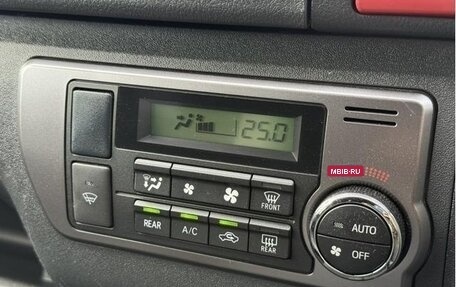 25.0
MBIB-RU
FRONT
AUTO
REAR
A/C
REAR
OFF